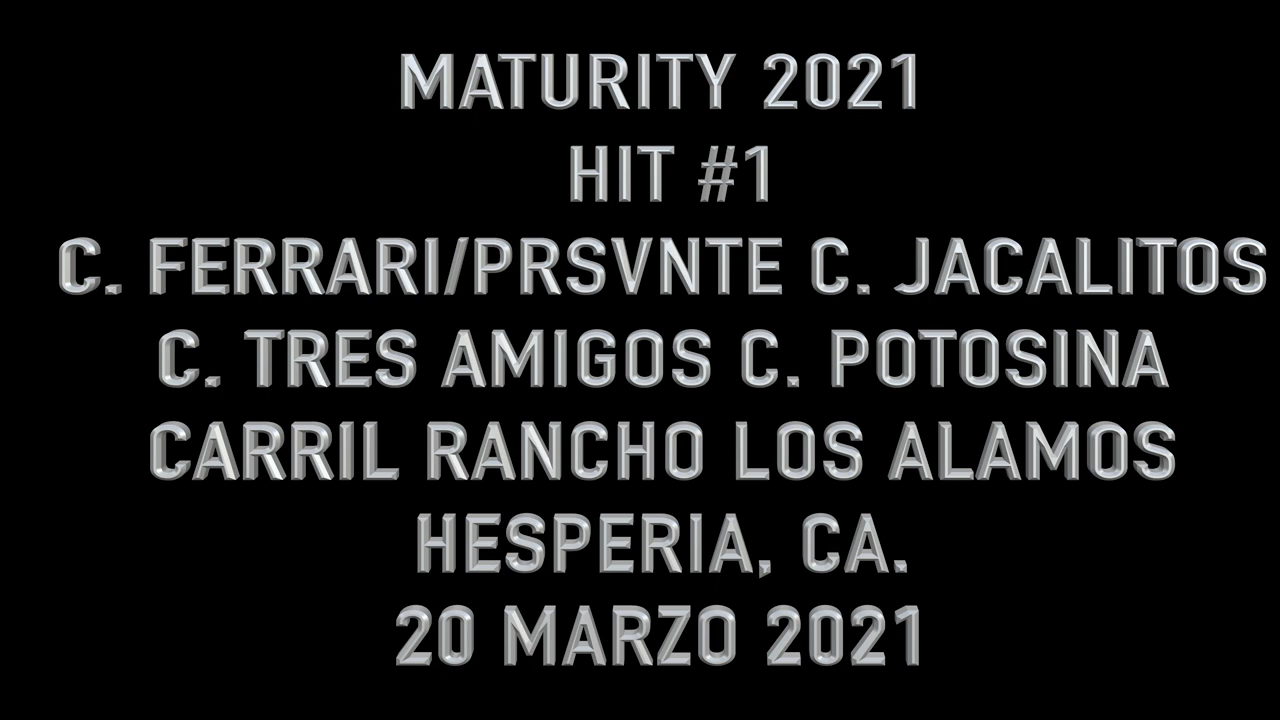 MATURITY 2021
HIT #1
C. FERRARI/PRSVNTE C. JACALITOS
C. TRES AMIGOS C. POTOSINA
CARRIL RANCHO LOS ALAMOS
HESPERIA, CA.
20 MARZO 2021